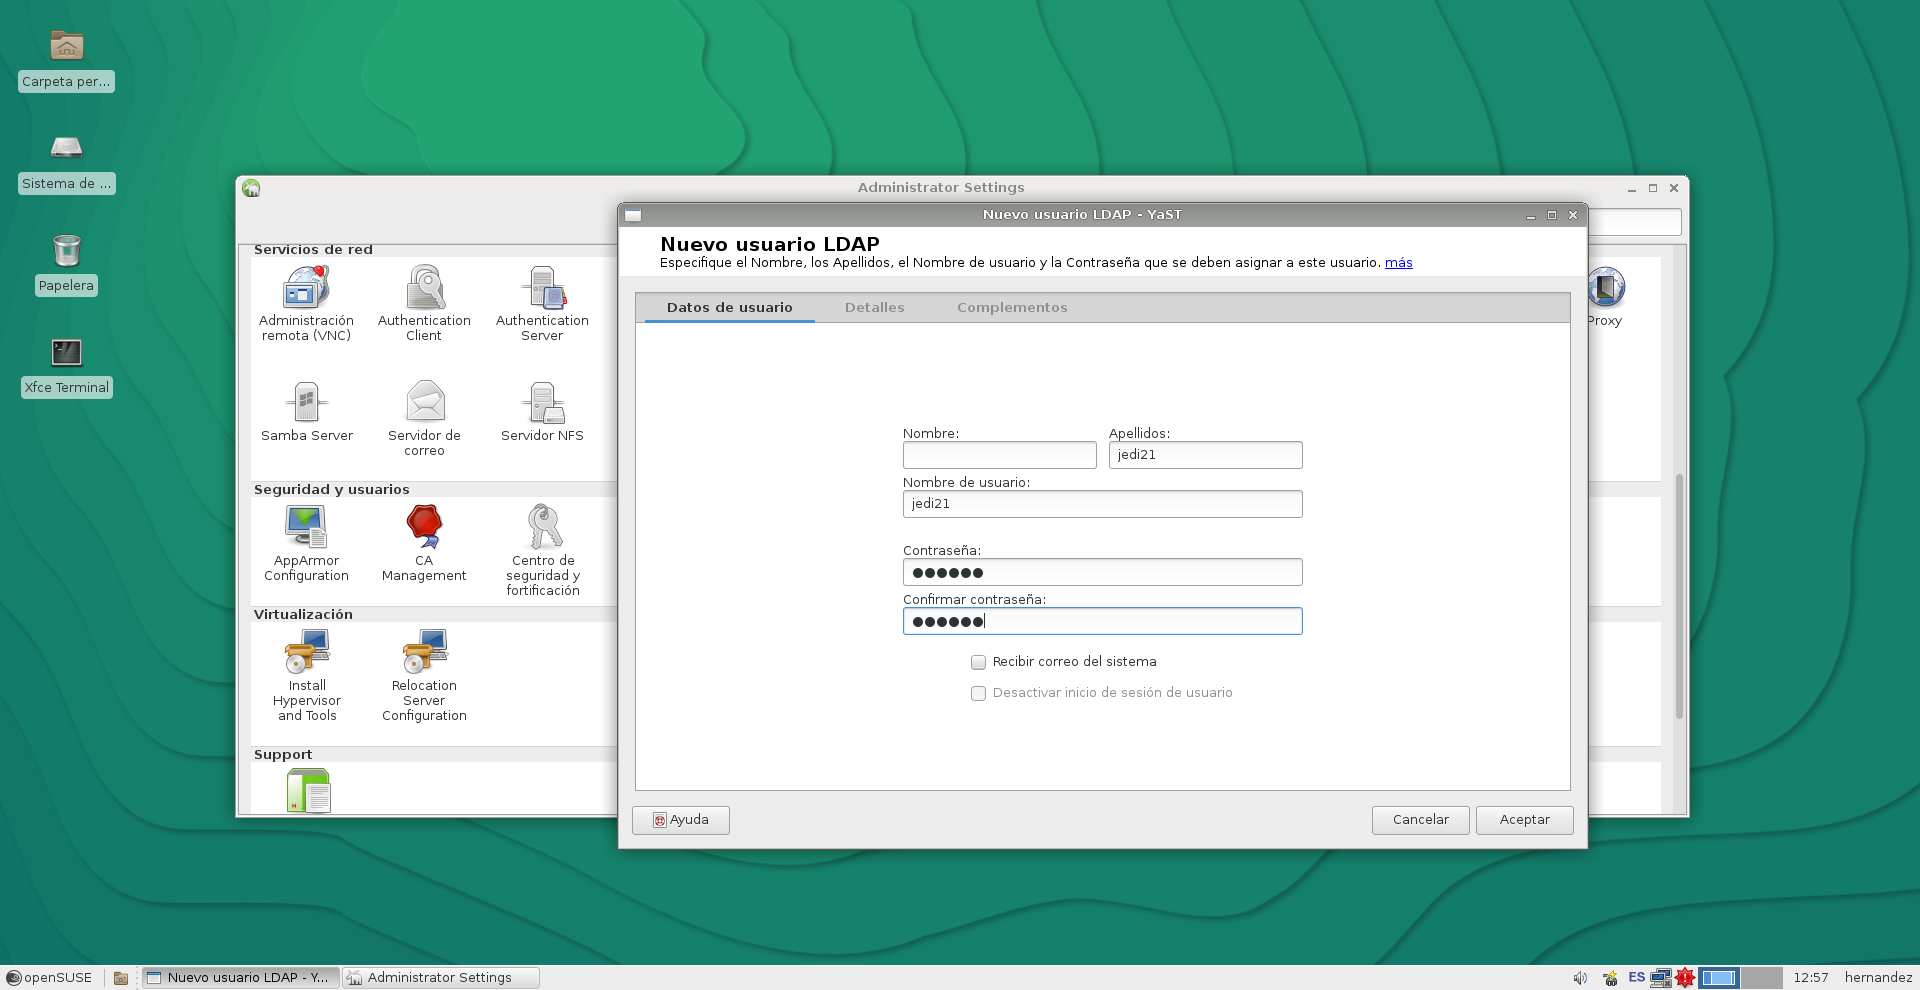 Carpeta per...
Sistema de ...
Papelera
Xfce Terminal
Administrator Settings
Servicios de red
Administración
remota (VNC)
Authentication
Client
Authentication
Server
Proxy
Samba Server
Servidor de
correo
Servidor NFS
Seguridad y usuarios
AppArmor
Configuration
CA
Management
Centro de
seguridad y
fortificación
Virtualización
Install
Hypervisor
and Tools
Relocation
Server
Configuration
Support
Nuevo usuario LDAP - YaST
Nuevo usuario LDAP
Especifique el Nombre, los Apellidos, el Nombre de usuario y la Contraseña que se deben asignar a este usuario. más
Datos de usuario Detalles Complementos
Nombre: Apellidos:
jedi21
Nombre de usuario:
jedi21
Contraseña:
●●●●●●
Confirmar contraseña:
●●●●●●
Recibir correo del sistema
Desactivar inicio de sesión de usuario
Ayuda Cancelar Aceptar
openSUSE Nuevo usuario LDAP - Y... Administrator Settings ES 12:57 hernandez